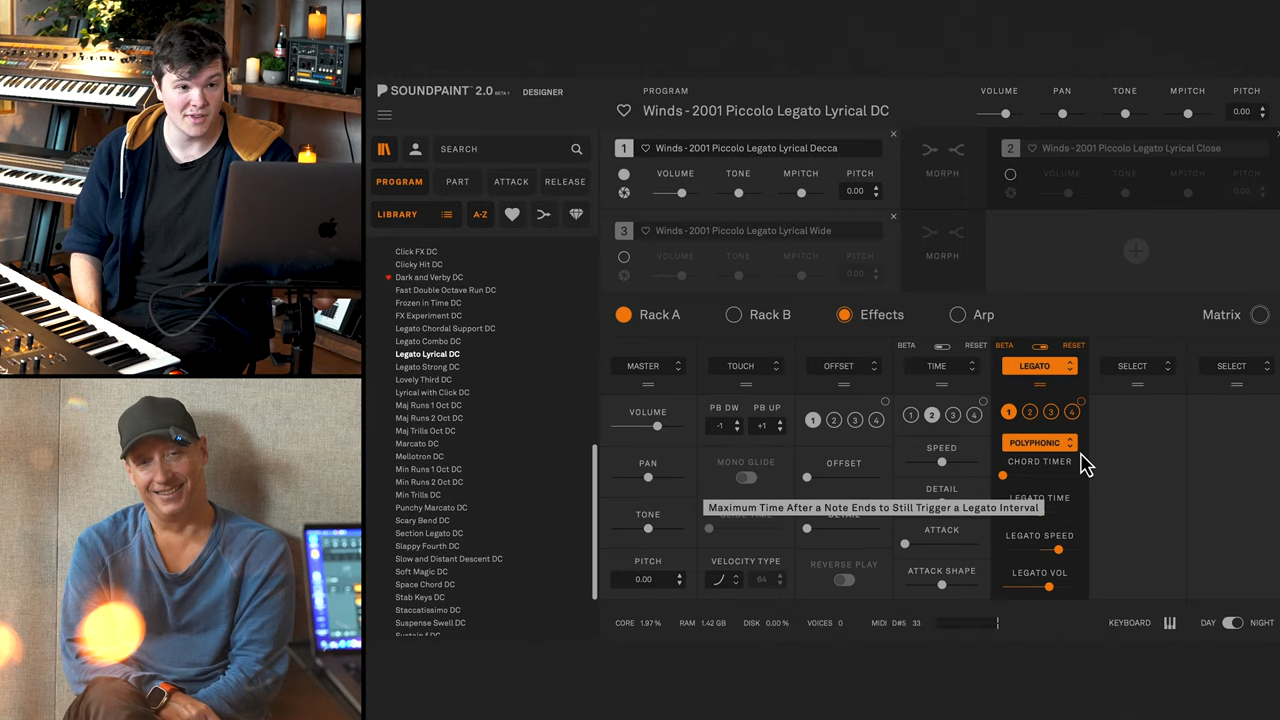 SOUNDPAINT™ 2.0 BETA 1 DESIGNER
PROGRAM
Winds - 2001 Piccolo Legato Lyrical DC
VOLUME PAN TONE MPITCH PITCH
0.00
SEARCH
PROGRAM PART ATTACK RELEASE
LIBRARY A-Z
Click FX DC
Clicky Hit DC
Dark and Verby DC
Fast Double Octave Run DC
Frozen in Time DC
FX Experiment DC
Legato Chordal Support DC
Legato Combo DC
Legato Lyrical DC
Legato Strong DC
Lovely Third DC
Lyrical with Click DC
Maj Runs 1 Oct DC
Maj Runs 2 Oct DC
Maj Trills Oct DC
Marcato DC
Mellotron DC
Min Runs 1 Oct DC
Min Runs 2 Oct DC
Min Trills DC
Punchy Marcato DC
Scary Bend DC
Section Legato DC
Slappy Fourth DC
Slow and Distant Descent DC
Soft Magic DC
Space Chord DC
Stab Keys DC
Staccatissimo DC
Suspense Swell DC
Sustain f DC
1 Winds - 2001 Piccolo Legato Lyrical Decca
VOLUME TONE MPITCH PITCH
0.00
MORPH
2 Winds - 2001 Piccolo Legato Lyrical Close
VOLUME TONE MPITCH PITCH
0.00
3 Winds - 2001 Piccolo Legato Lyrical Wide
VOLUME TONE MPITCH PITCH
0.00
MORPH
Rack A Rack B Effects Arp Matrix
BETA RESET BETA RESET
MASTER TOUCH OFFSET TIME LEGATO SELECT SELECT
VOLUME
PAN
TONE
PITCH
0.00
PB DW PB UP
-1 +1
MONO GLIDE
VELOCITY TYPE
64
1 2 3 4
OFFSET
REVERSE PLAY
1 2 3 4
SPEED
DETAIL
ATTACK
ATTACK SHAPE
1 2 3 4
POLYPHONIC
CHORD TIMER
LEGATO TIME
LEGATO SPEED
LEGATO VOL
Maximum Time After a Note Ends to Still Trigger a Legato Interval
CORE 1.97% RAM 1.42 GB DISK 0.00% VOICES 0 MIDI D#5 33 KEYBOARD DAY NIGHT